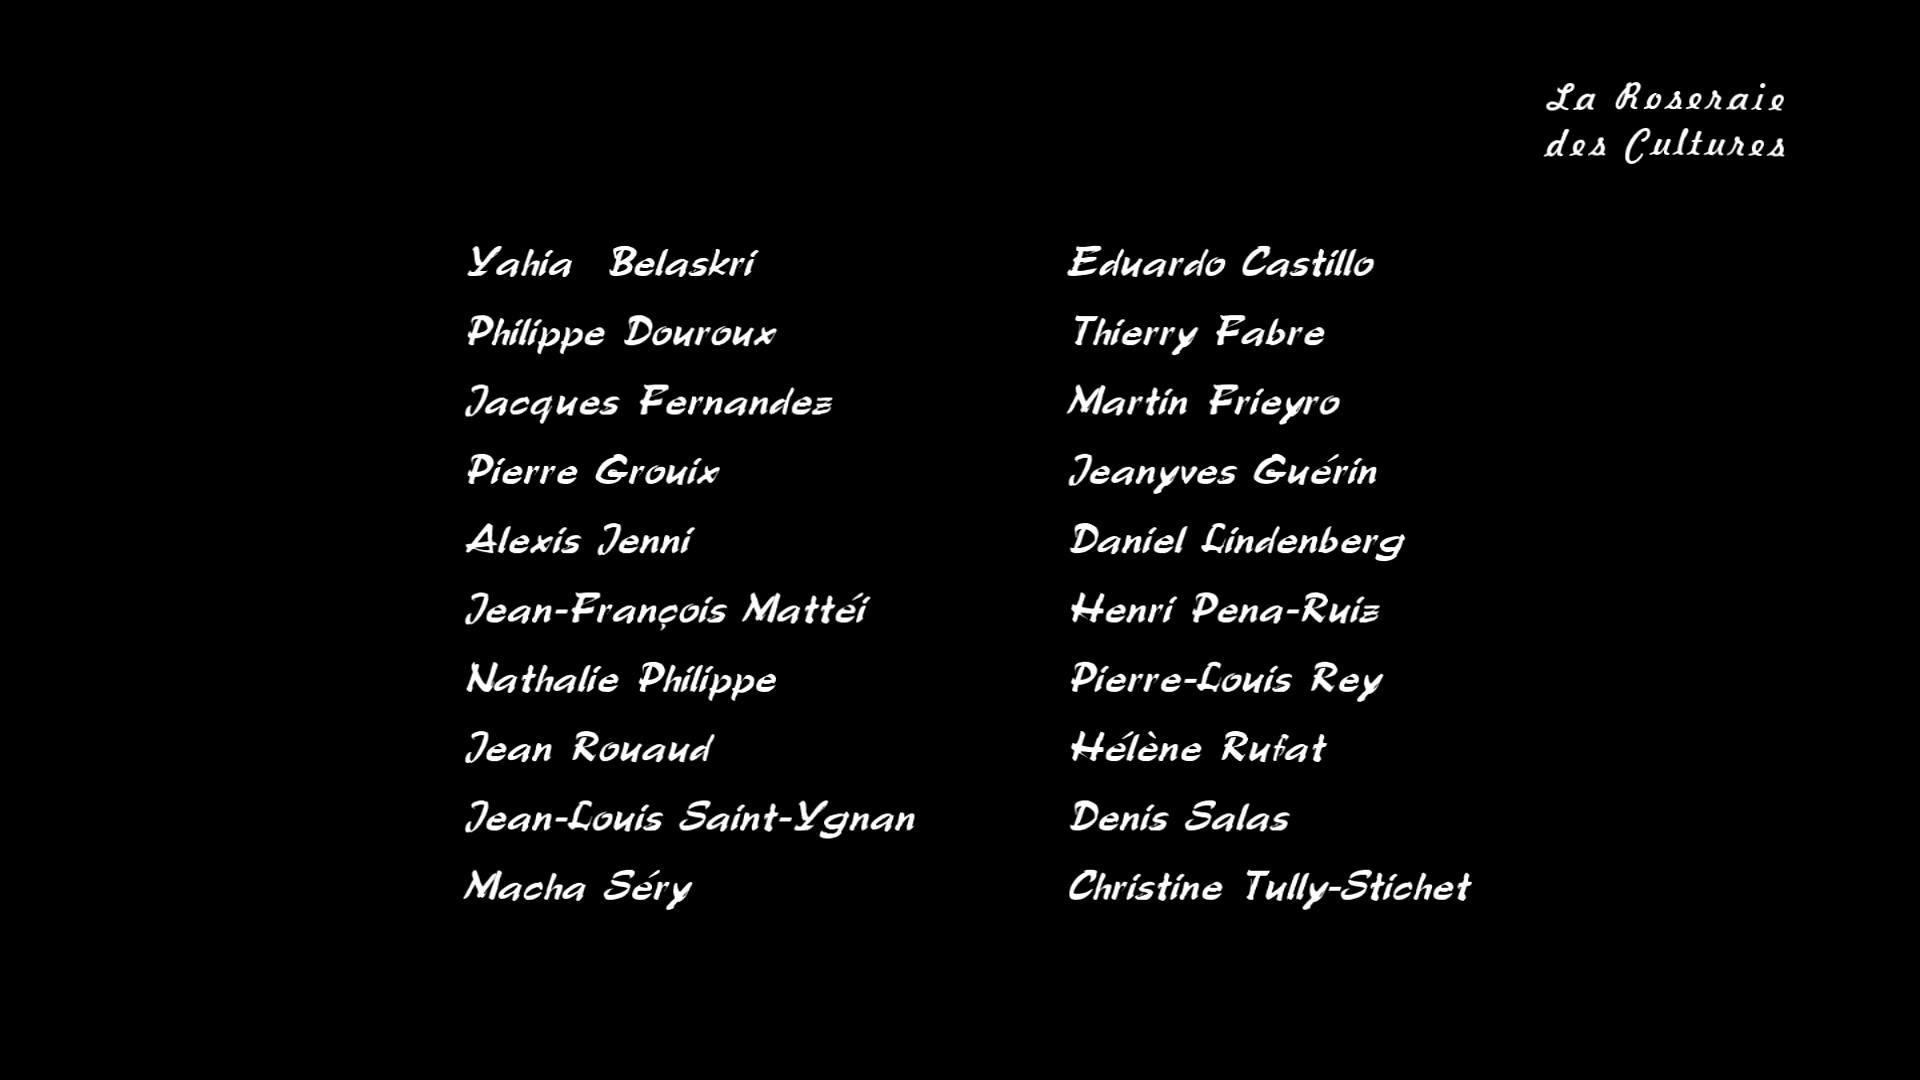 La Roseraie
des Cultures
Yahia Belaskri
Philippe Douroux
Jacques Fernandez
Pierre Grouix
Alexis Jenni
Jean-François Mattéi
Nathalie Philippe
Jean Rouaud
Jean-Louis Saint-Ygnan
Macha Séry
Eduardo Castillo
Thierry Fabre
Martin Frieyro
Jeanyves Guérin
Daniel Lindenberg
Henri Pena-Ruiz
Pierre-Louis Rey
Hélène Rufat
Denis Salas
Christine Tully-Stichet